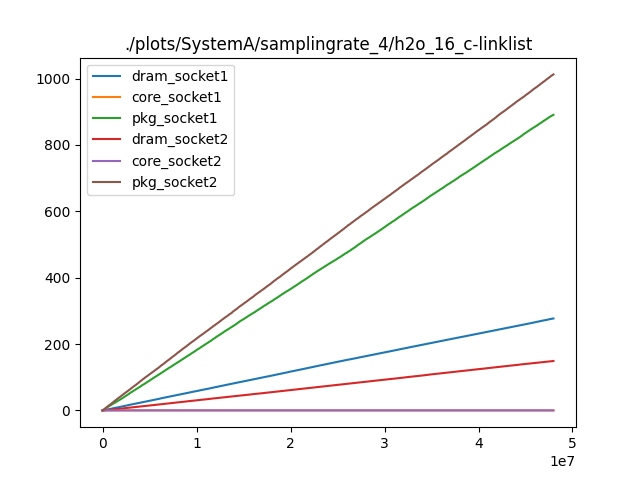 ./plots/SystemA/samplingrate_4/h2o_16_c-linklist
dram_socket1
core_socket1
pkg_socket1
dram_socket2
core_socket2
pkg_socket2
1000
800
600
400
200
0
0 1 2 3 4 5
1e7